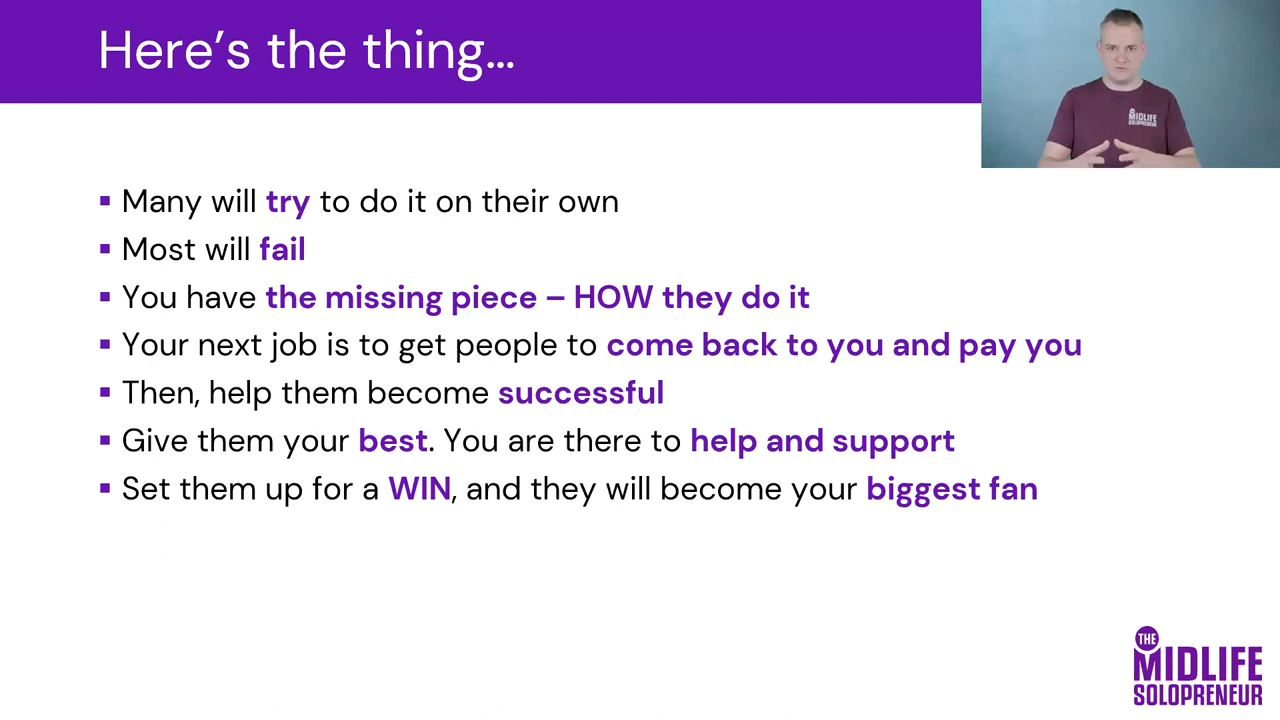 Here’s the thing...
MIDLIFE
SOLOPRENEUR
▪ Many will try to do it on their own
▪ Most will fail
▪ You have the missing piece – HOW they do it
▪ Your next job is to get people to come back to you and pay you
▪ Then, help them become successful
▪ Give them your best. You are there to help and support
▪ Set them up for a WIN, and they will become your biggest fan
THE
MIDLIFE
SOLOPRENEUR